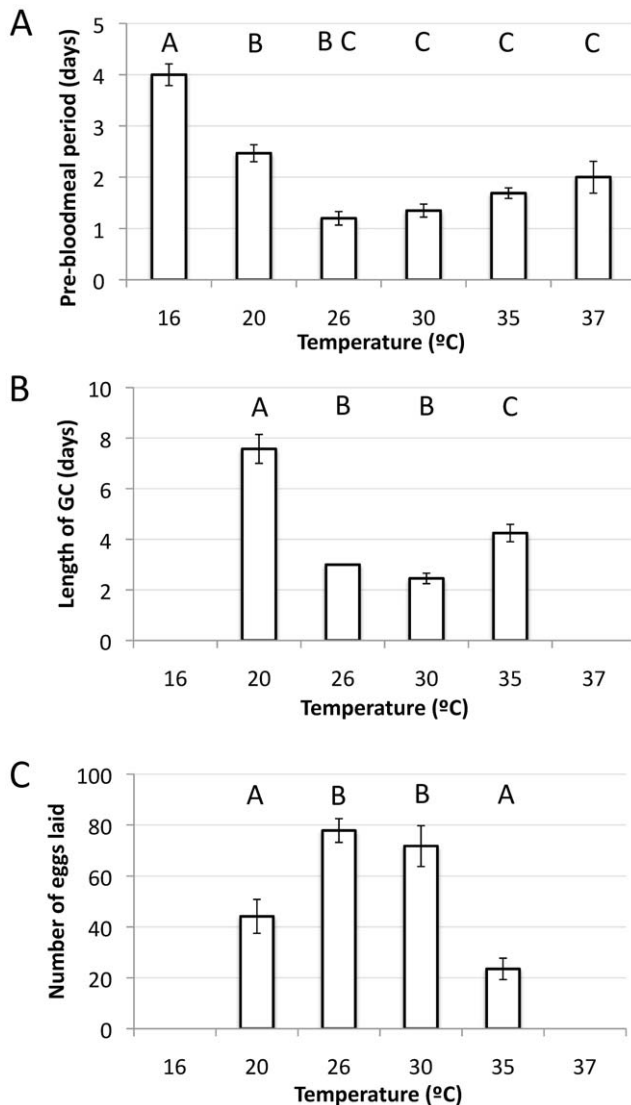 A
Pre-bloodmeal period (days)
5
4
3
2
1
0
A B B C C C C
16 20 26 30 35 37
Temperature (ºC)
B
Length of GC (days)
10
8
6
4
2
0
A B B C
16 20 26 30 35 37
Temperature (ºC)
C
Number of eggs laid
100
80
60
40
20
0
A B B A
16 20 26 30 35 37
Temperature (ºC)